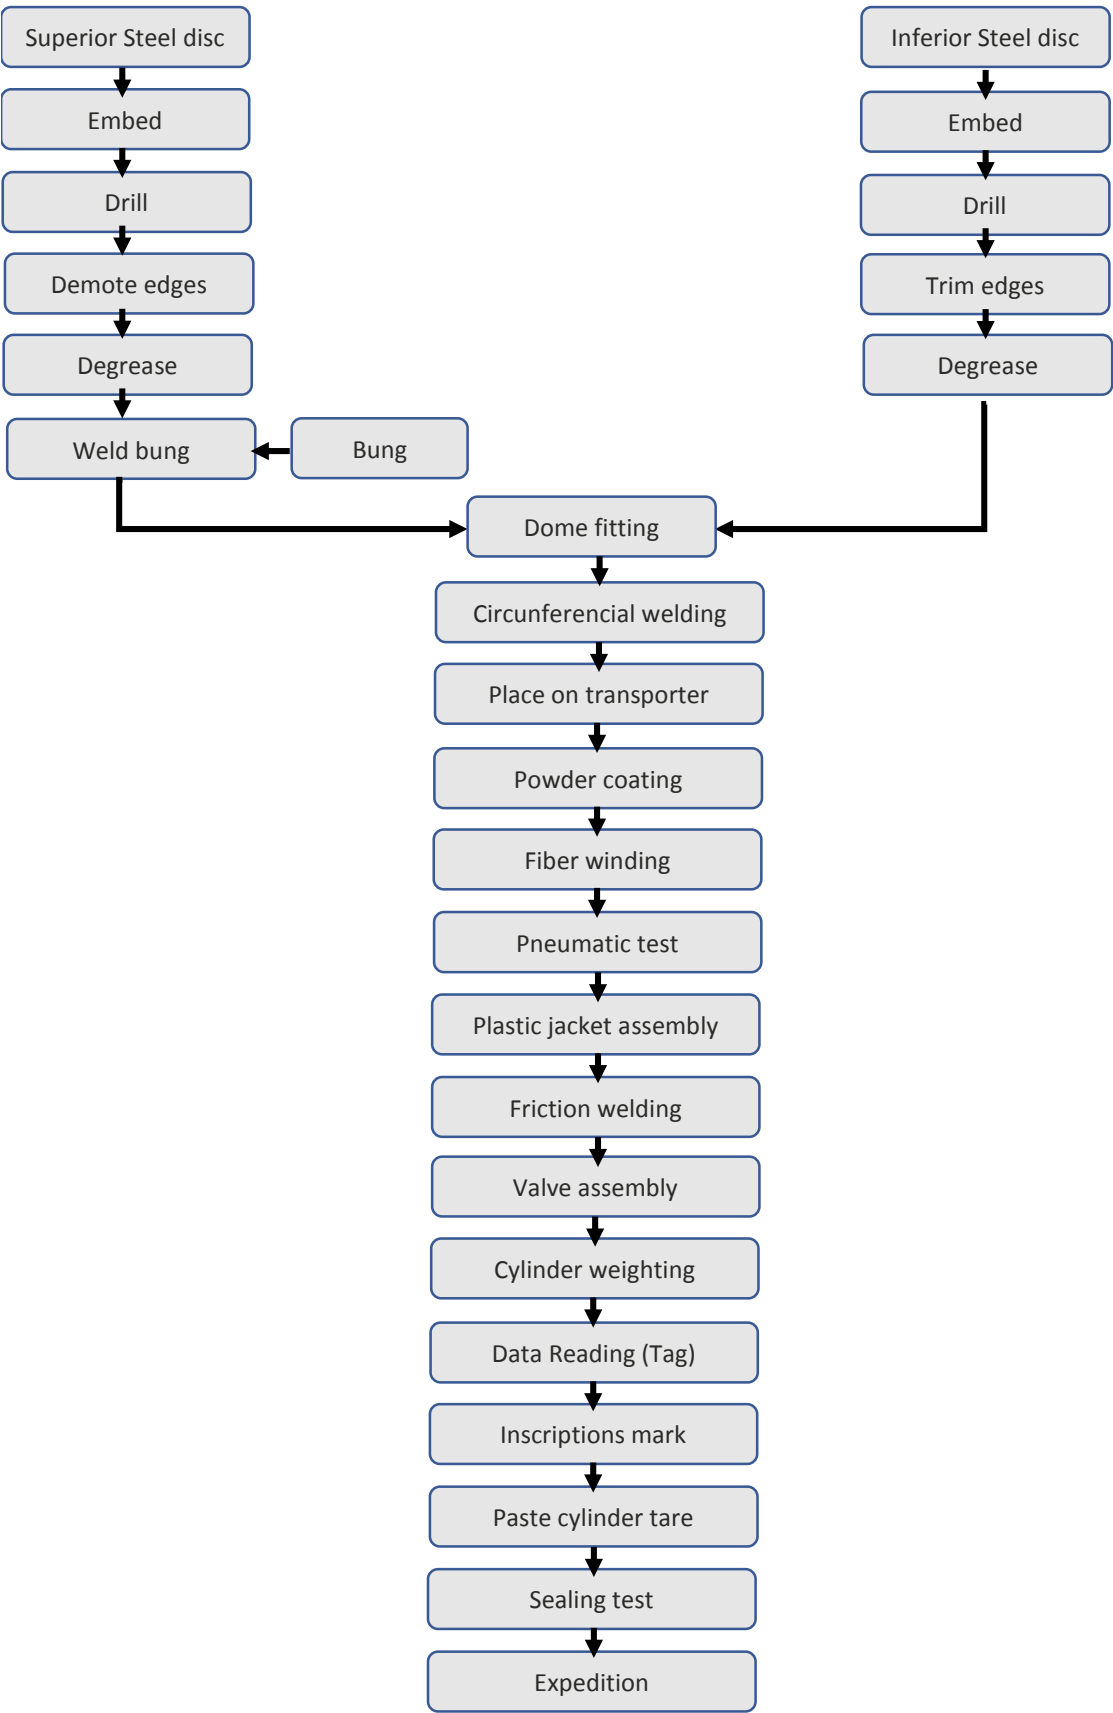 Superior Steel disc
Embed
Drill
Demote edges
Degrease
Weld bung
Bung
Inferior Steel disc
Embed
Drill
Trim edges
Degrease
Dome fitting
Circunferencial welding
Place on transporter
Powder coating
Fiber winding
Pneumatic test
Plastic jacket assembly
Friction welding
Valve assembly
Cylinder weighting
Data Reading (Tag)
Inscriptions mark
Paste cylinder tare
Sealing test
Expedition